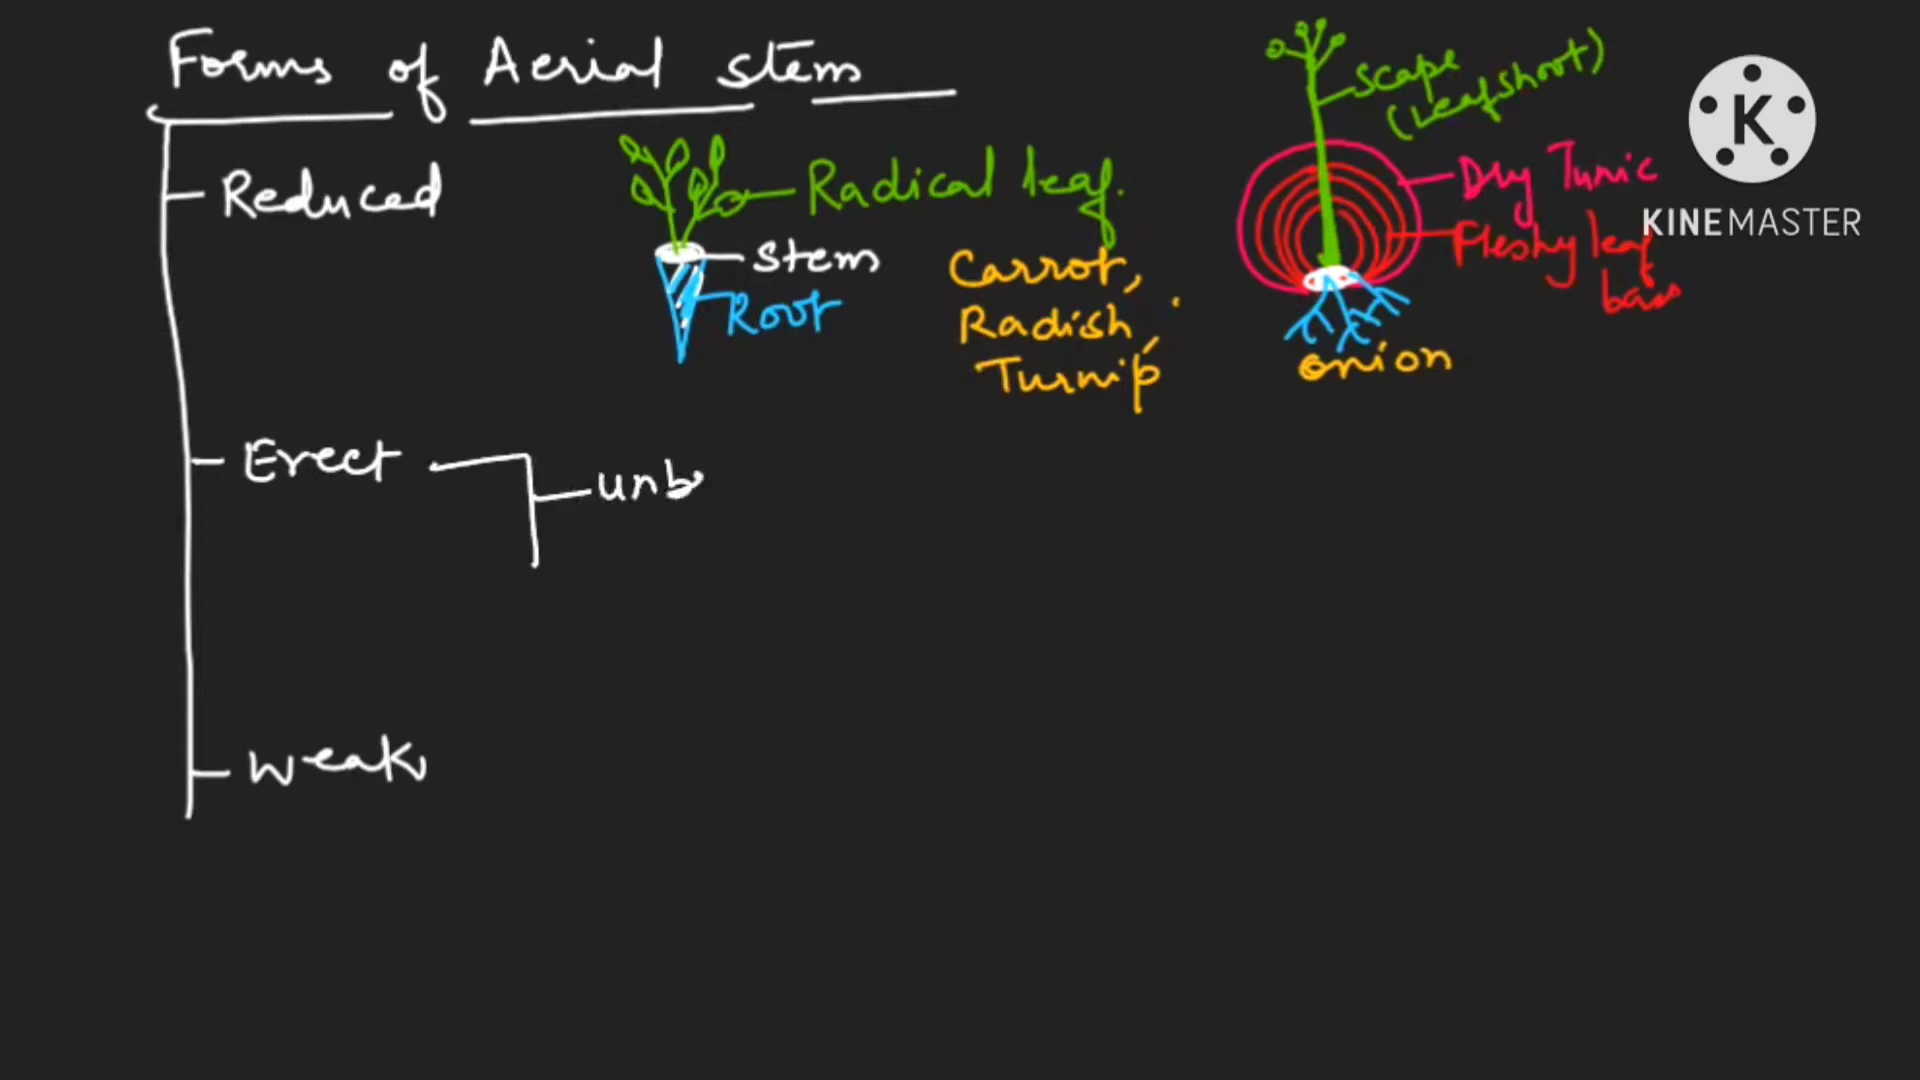 Forms of Aerial stem
Reduced
Radical leaf.
Stem
Root
Carrot,
Radish,
Turnip
Scape
(Leafshoot)
Dry Tunic
Fleshy leaf
bass
onion
K
KINEMASTER
Erect
unb
Weak